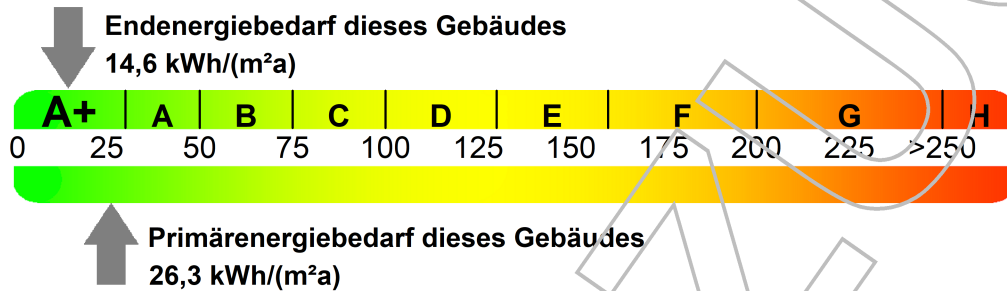 Endenergiebedarf dieses Gebäudes
14,6 kWh/(m²a)
A+ A B C D E F G H
0 25 50 75 100 125 150 175 200 225 >250
Primärenergiebedarf dieses Gebäudes
26,3 kWh/(m²a)